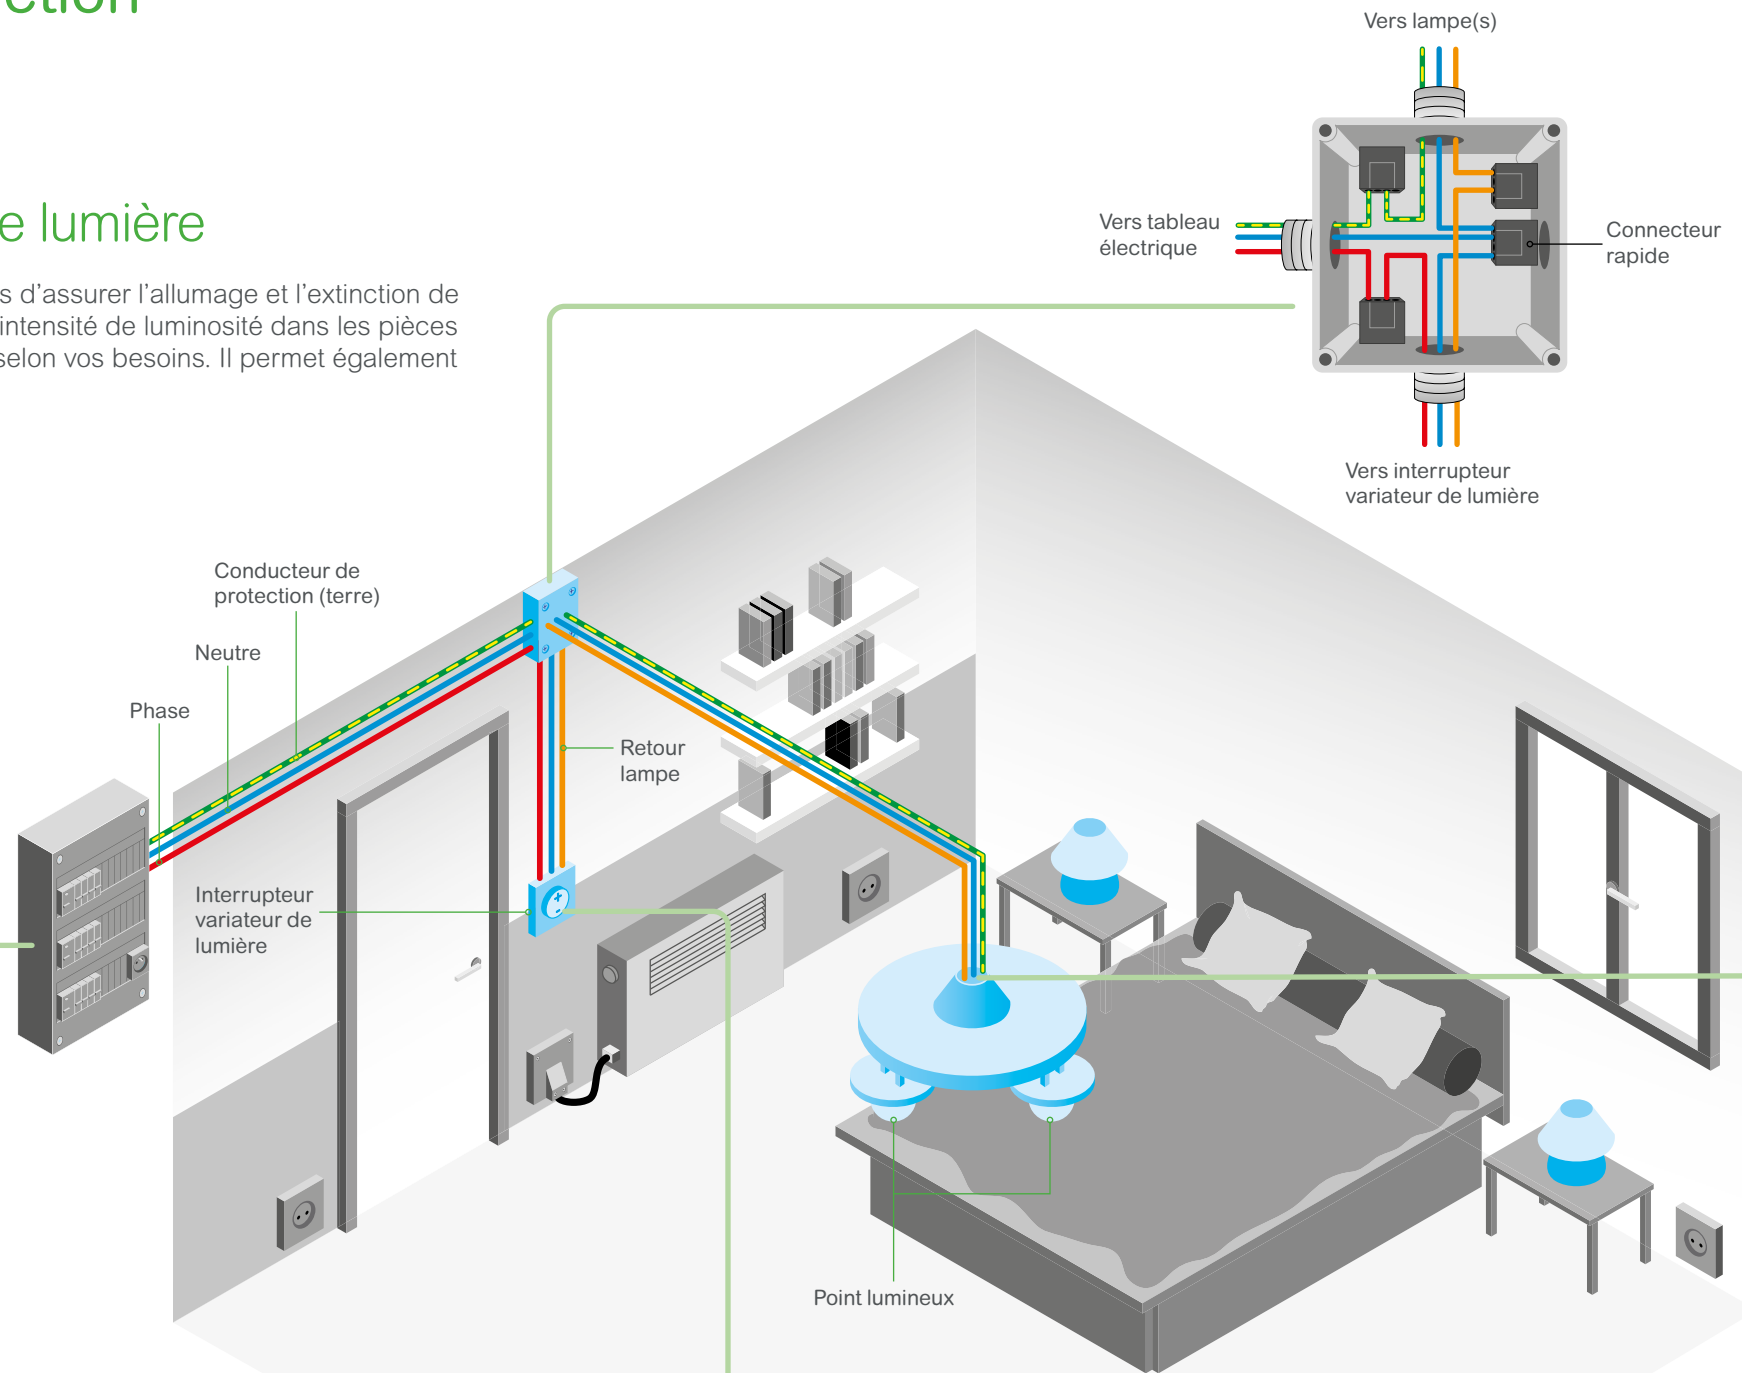 ction
e lumière
s d'assurer l'allumage et l'extinction de
intensité de luminosité dans les pièces
selon vos besoins. Il permet également
Vers lampe(s)
Vers tableau
électrique
Connecteur
rapide
Vers interrupteur
variateur de lumière
Conducteur de
protection (terre)
Neutre
Phase
Retour
lampe
Interrupteur
variateur de
lumière
Point lumineux